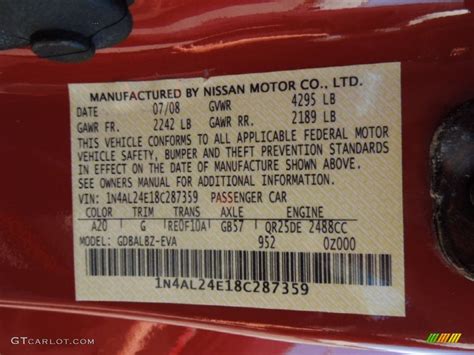 MANUFACTURED BY NISSAN MOTOR CO., LTD.
DATE 07/08 GVWR 4295 LB
GAWR FR. 2242 LB GAWR RR. 2189 LB
THIS VEHICLE CONFORMS TO ALL APPLICABLE FEDERAL MOTOR
VEHICLE SAFETY, BUMPER AND THEFT PREVENTION STANDARDS
IN EFFECT ON THE DATE OF MANUFACTURE SHOWN ABOVE.
SEE OWNERS MANUAL FOR ADDITIONAL INFORMATION.
VIN: 1N4AL24E18C287359 PASSENGER CAR
COLOR TRIM TRANS AXLE ENGINE
A20 G RE0F10A GB57 QR25DE 2488CC
MODEL: GDBALBZ-EVA 952 0Z000
1N4AL24E18C287359
GTCARLOT.COM